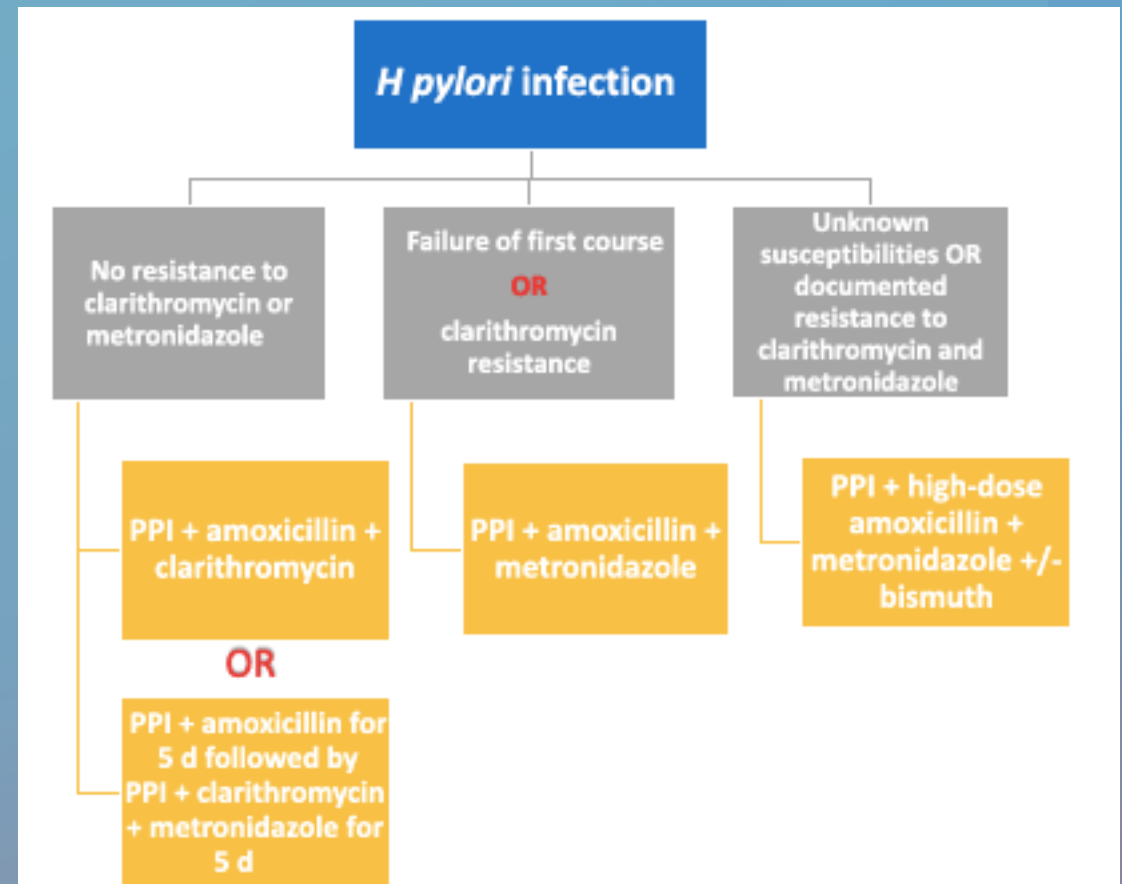 H pylori infection
No resistance to
clarithromycin or
metronidazole
Failure of first course
OR
clarithromycin
resistance
Unknown
susceptibilities OR
documented
resistance to
clarithromycin and
metronidazole
PPI + amoxicillin +
clarithromycin
OR
PPI + amoxicillin for
5 d followed by
PPI + clarithromycin
+ metronidazole for
5 d
PPI + amoxicillin +
metronidazole
PPI + high-dose
amoxicillin +
metronidazole +/-
bismuth